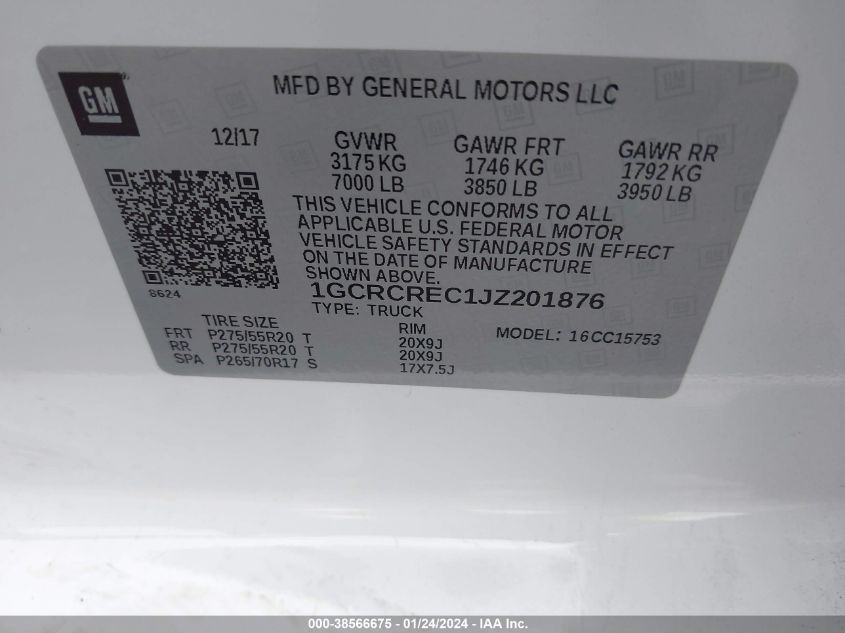 GM
MFD BY GENERAL MOTORS LLC
12/17 GVWR GAWR FRT GAWR RR
3175 KG 1746 KG 1792 KG
7000 LB 3850 LB 3950 LB
THIS VEHICLE CONFORMS TO ALL
APPLICABLE U.S. FEDERAL MOTOR
VEHICLE SAFETY STANDARDS IN EFFECT
ON THE DATE OF MANUFACTURE
SHOWN ABOVE.
8624
1GCRCREC1JZ201876
TYPE: TRUCK
TIRE SIZE RIM MODEL: 16CC15753
FRT P275/55R20 T 20X9J
RR P275/55R20 T 20X9J
SPA P265/70R17 S 17X7.5J
000-38566675 - 01/24/2024 - IAA Inc.